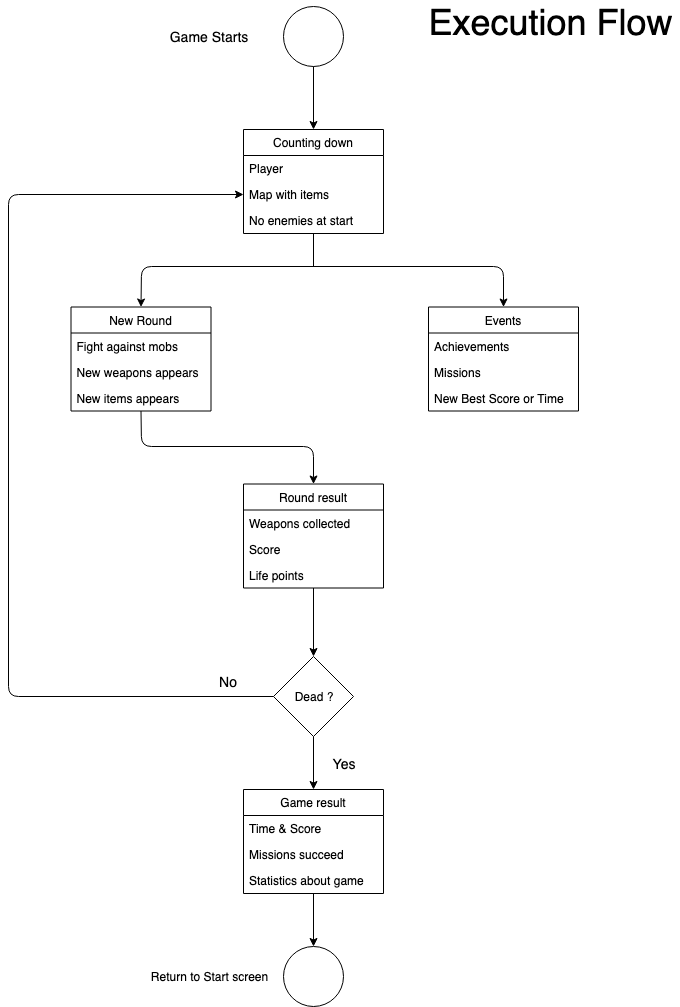 Execution Flow
Game Starts
Counting down
Player
Map with items
No enemies at start
New Round
Fight against mobs
New weapons appears
New items appears
Events
Achievements
Missions
New Best Score or Time
Round result
Weapons collected
Score
Life points
No
Dead ?
Yes
Game result
Time & Score
Missions succeed
Statistics about game
Return to Start screen